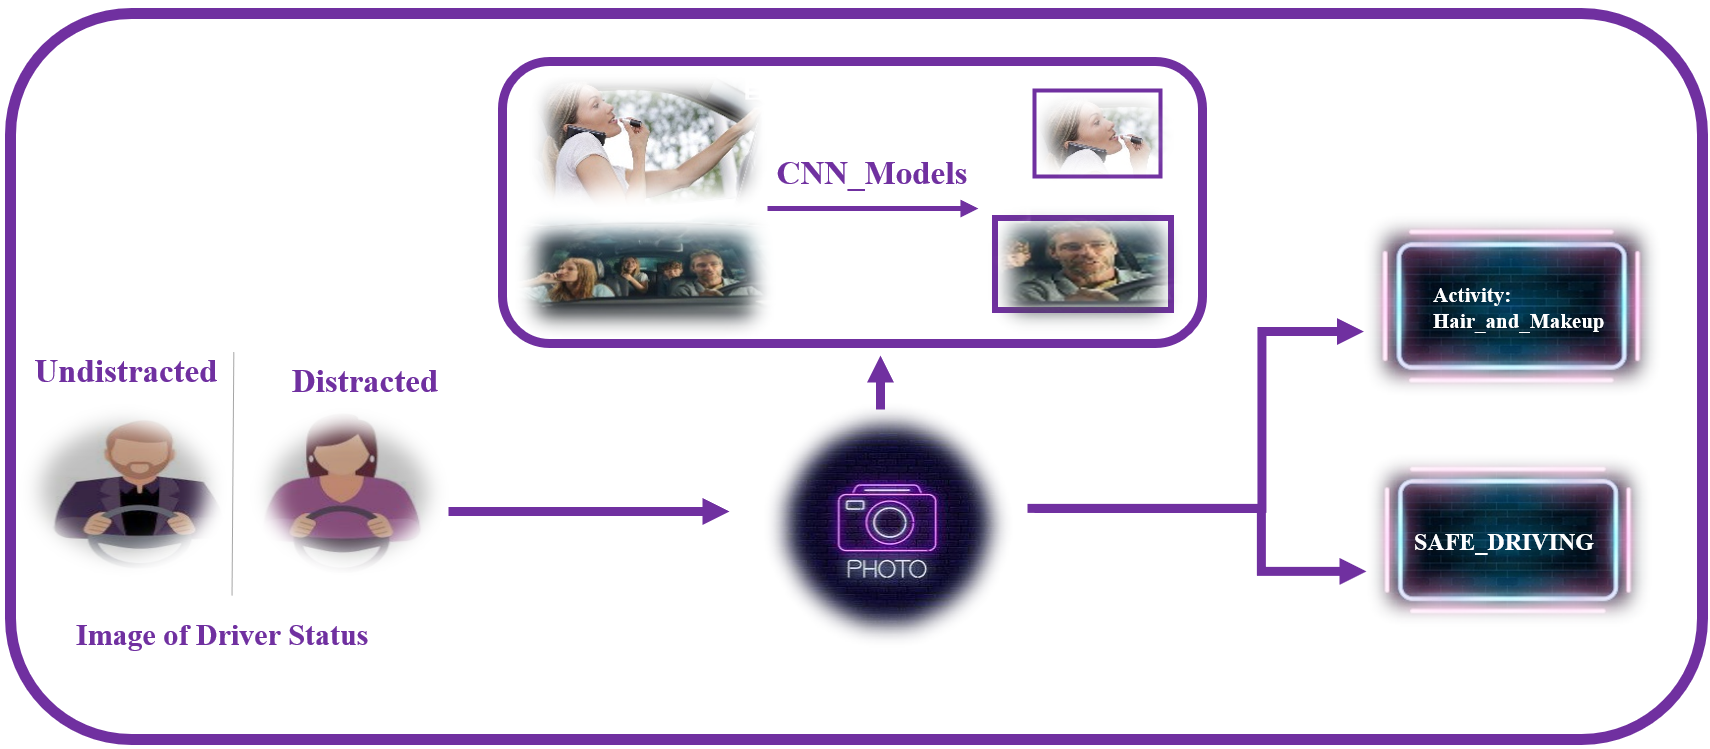 CNN_Models
Undistracted
Distracted
Image of Driver Status
PHOTO
Activity:
Hair_and_Makeup
SAFE_DRIVING